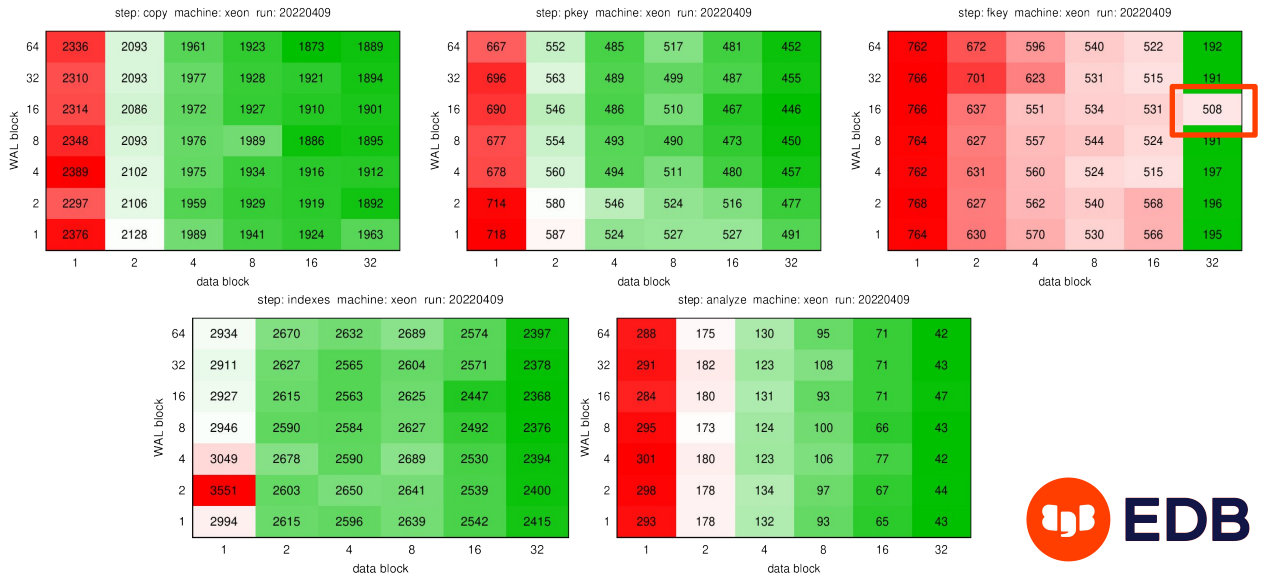 step: copy machine: xeon run: 20220409
WAL block
64 2336 2093 1961 1923 1873 1889
32 2310 2093 1977 1928 1921 1894
16 2314 2086 1972 1927 1910 1901
8 2348 2093 1976 1989 1886 1895
4 2389 2102 1975 1934 1916 1912
2 2297 2106 1959 1929 1919 1892
1 2376 2128 1989 1941 1924 1963
1 2 4 8 16 32
data block
step: pkey machine: xeon run: 20220409
WAL block
64 667 552 485 517 481 452
32 696 563 489 499 487 455
16 690 546 486 510 467 446
8 677 554 493 490 473 450
4 678 560 494 511 480 457
2 714 580 546 524 516 477
1 718 587 524 527 527 491
1 2 4 8 16 32
data block
step: fkey machine: xeon run: 20220409
WAL block
64 762 672 596 540 522 192
32 766 701 623 531 515 191
16 766 637 551 534 531 508
8 764 627 557 544 524 191
4 762 631 560 524 515 197
2 768 627 562 540 568 196
1 764 630 570 530 566 195
1 2 4 8 16 32
data block
step: indexes machine: xeon run: 20220409
WAL block
64 2934 2670 2632 2689 2574 2397
32 2911 2627 2565 2604 2571 2378
16 2927 2615 2563 2625 2447 2368
8 2946 2590 2584 2627 2492 2376
4 3049 2678 2590 2689 2530 2394
2 3551 2603 2650 2641 2539 2400
1 2994 2615 2596 2639 2542 2415
1 2 4 8 16 32
data block
step: analyze machine: xeon run: 20220409
WAL block
64 288 175 130 95 71 42
32 291 182 123 108 71 43
16 284 180 131 93 71 47
8 295 173 124 100 66 43
4 301 180 123 106 77 42
2 298 178 134 97 67 44
1 293 178 132 93 65 43
1 2 4 8 16 32
data block
EDB